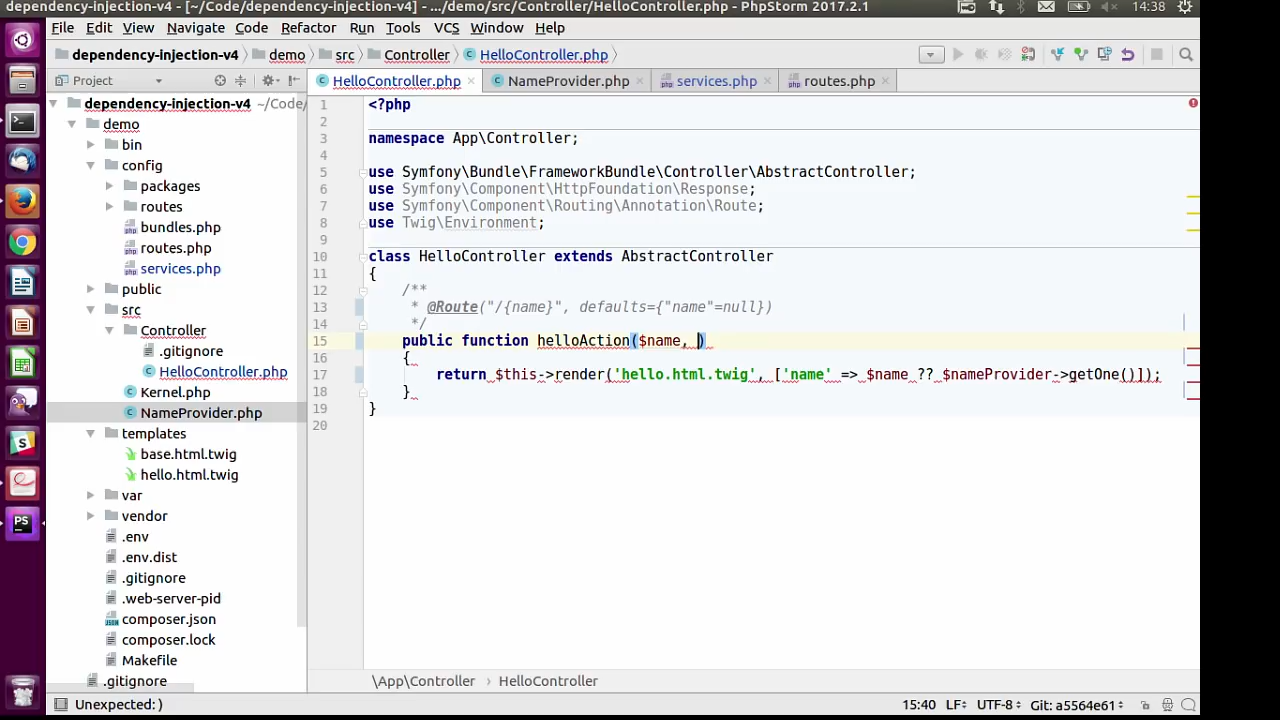 dependency-injection-v4 - [~/Code/dependency-injection-v4] - .../demo/src/Controller/HelloController.php - PhpStorm 2017.2.1
14:38
File Edit View Navigate Code Refactor Run Tools VCS Window Help
dependency-injection-v4 demo src Controller HelloController.php
Project
HelloController.php NameProvider.php services.php routes.php
dependency-injection-v4 ~/Code/
demo
bin
config
packages
routes
bundles.php
routes.php
services.php
public
src
Controller
.gitignore
HelloController.php
Kernel.php
NameProvider.php
templates
base.html.twig
hello.html.twig
var
vendor
.env
.env.dist
.gitignore
.web-server-pid
composer.json
composer.lock
Makefile
.gitignore
1 <?php
2
3 namespace App\Controller;
4
5 use Symfony\Bundle\FrameworkBundle\Controller\AbstractController;
6 use Symfony\Component\HttpFoundation\Response;
7 use Symfony\Component\Routing\Annotation\Route;
8 use Twig\Environment;
9
10 class HelloController extends AbstractController
11 {
12 /**
13 * @Route("/{name}", defaults={"name"=null})
14 */
15 public function helloAction($name, )
16 {
17 return $this->render('hello.html.twig', ['name' => $name ?? $nameProvider->getOne()]);
18 }
19 }
20
\App\Controller › HelloController
Unexpected: )
15:40 LF÷ UTF-8÷ Git: a5564e61÷